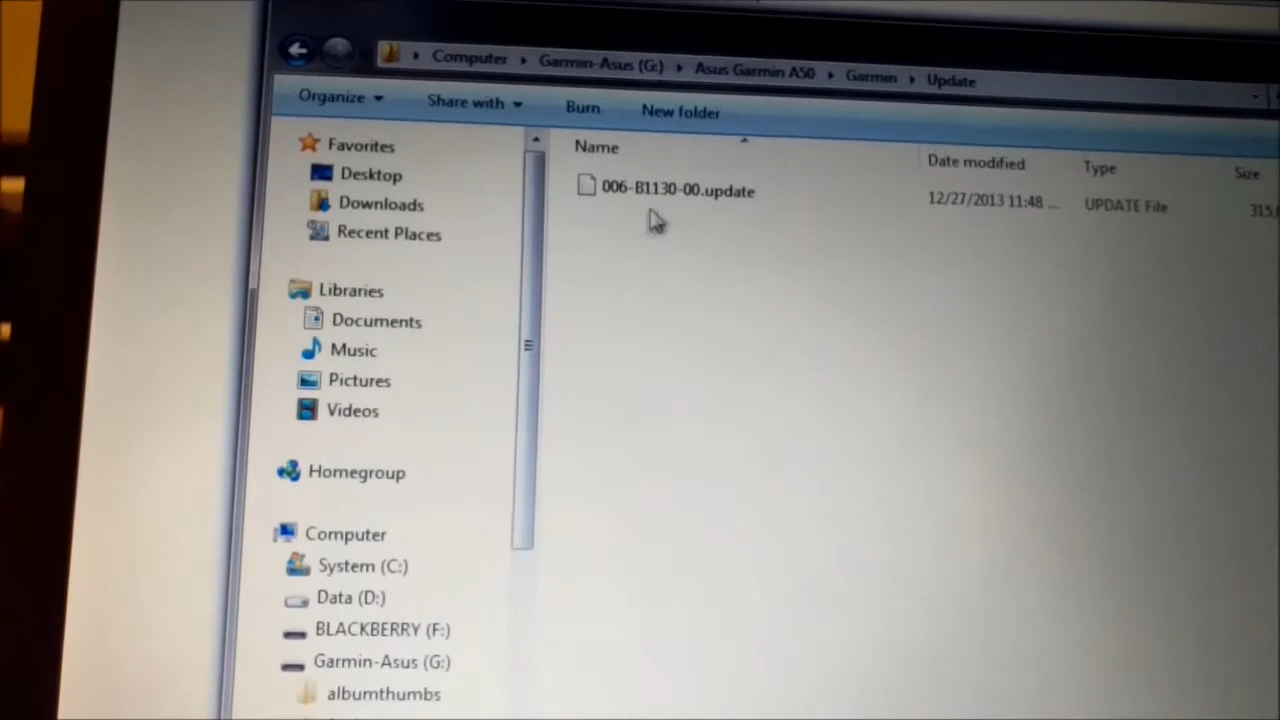 Computer Garmin-Asus (G:) Asus Garmin A50 Garmin Update
Organize Share with Burn New folder
Name Date modified Type Size
006-B1130-00.update 12/27/2013 11:48 ... UPDATE File 315,
Favorites
Desktop
Downloads
Recent Places
Libraries
Documents
Music
Pictures
Videos
Homegroup
Computer
System (C:)
Data (D:)
BLACKBERRY (F:)
Garmin-Asus (G:)
albumthumbs